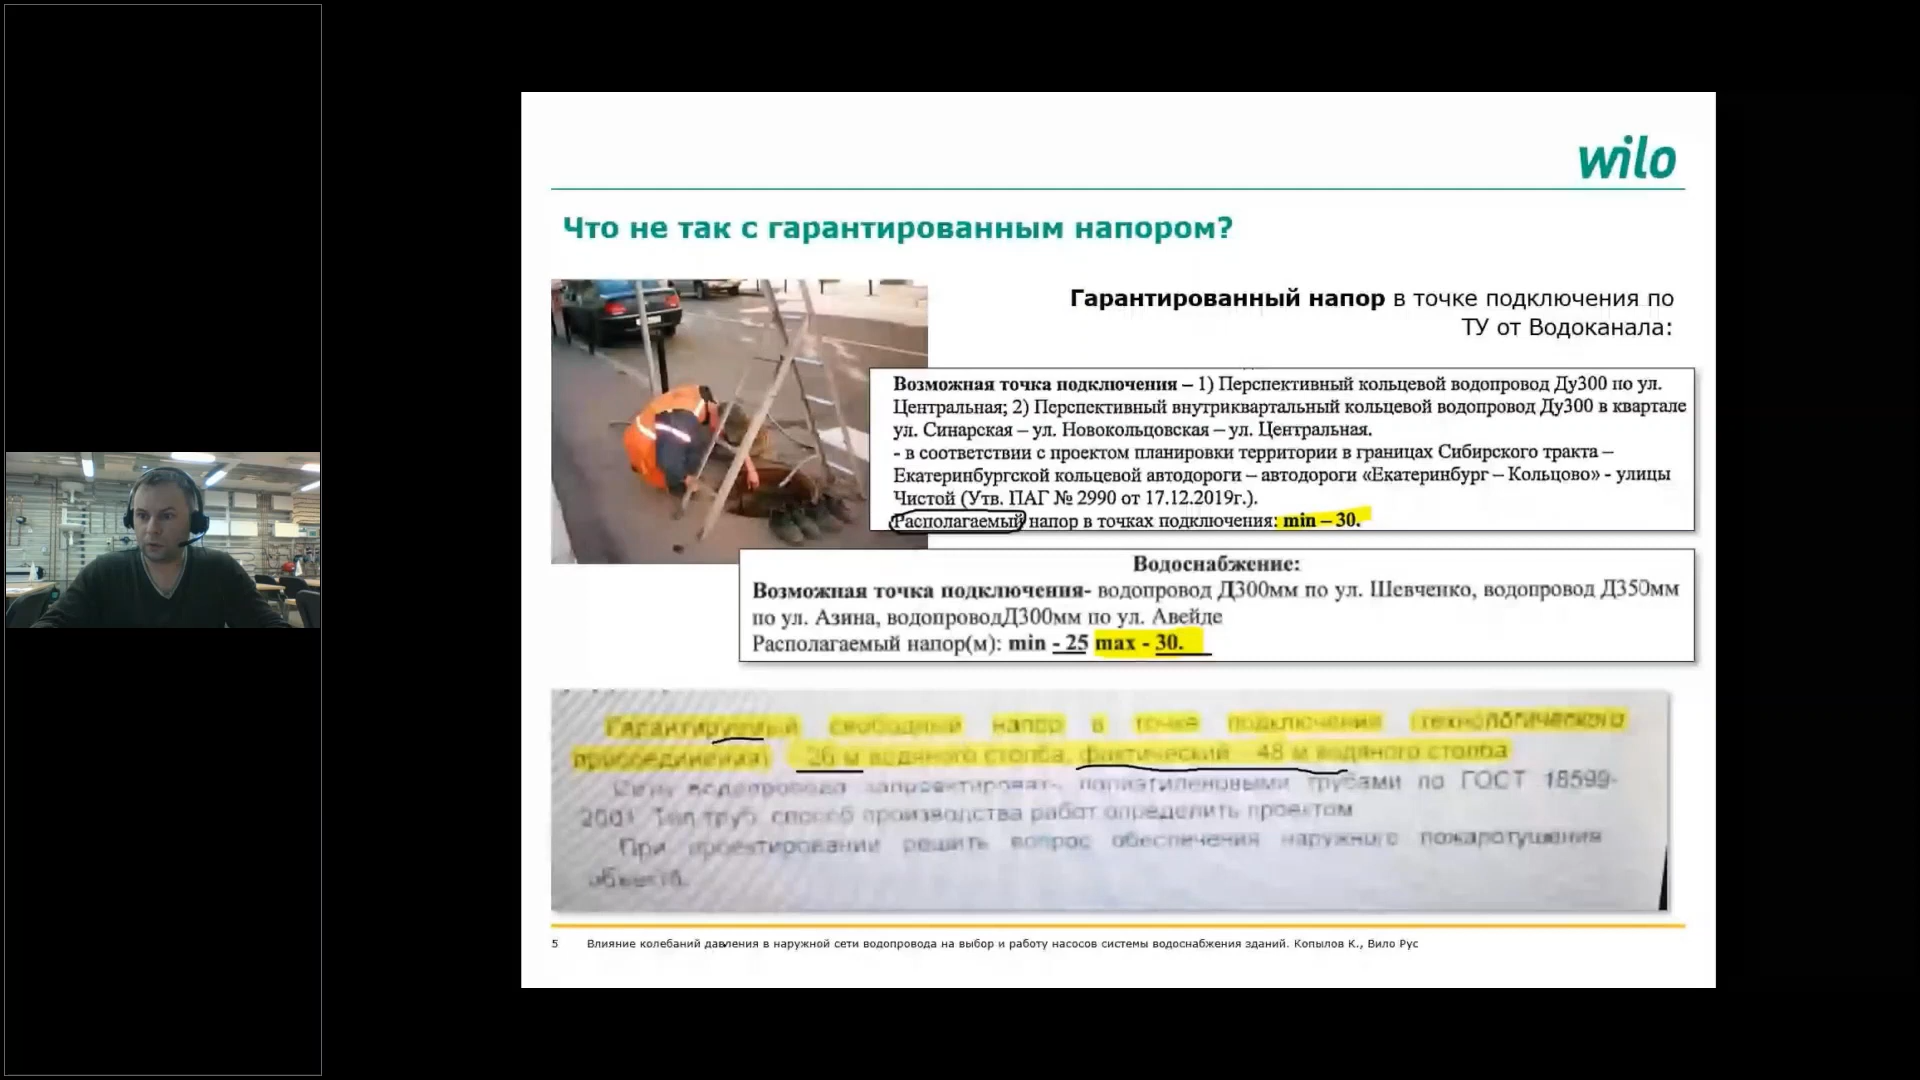 wilo
Что не так с гарантированным напором?
Гарантированный напор в точке подключения по
ТУ от Водоканала:
Возможная точка подключения – 1) Перспективный кольцевой водопровод Ду300 по ул.
Центральная; 2) Перспективный внутриквартальный кольцевой водопровод Ду300 в квартале
ул. Синарская – ул. Новокольцовская – ул. Центральная.
- в соответствии с проектом планировки территории в границах Сибирского тракта –
Екатеринбургской кольцевой автодороги – автодороги «Екатеринбург – Кольцово» - улицы
Чистой (Утв. ПАГ № 2990 от 17.12.2019г.).
Располагаемый напор в точках подключения: min – 30.
Водоснабжение:
Возможная точка подключения- водопровод Д300мм по ул. Шевченко, водопровод Д350мм
по ул. Азина, водопроводД300мм по ул. Авейде
Располагаемый напор(м): min - 25 max - 30.
Гарантируемый свободный напор в точке подключения (технологического
присоединения) 26 м водяного столба, фактический 48 м водяного столба
Сеть водопровода запроектировать полиэтиленовыми трубами по ГОСТ 18599-
2001. Тип труб, способ производства работ определить проектом
При проектировании решить вопрос обеспечения наружного пожаротушения
объекта.
5 Влияние колебаний давления в наружной сети водопровода на выбор и работу насосов системы водоснабжения зданий. Копылов К., Вило Рус